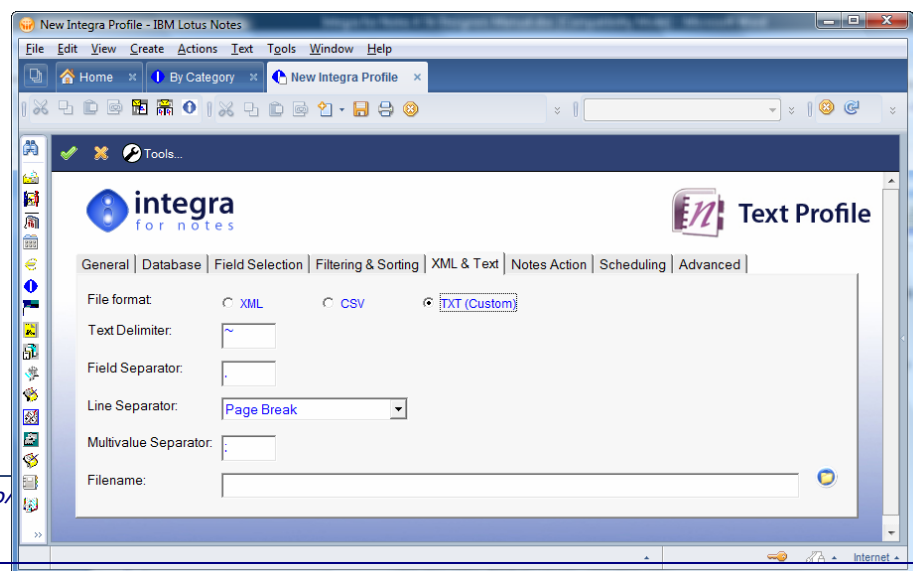 New Integra Profile - IBM Lotus Notes
File Edit View Create Actions Text Tools Window Help
Home By Category New Integra Profile
Tools...
integra
for notes
Text Profile
General Database Field Selection Filtering & Sorting XML & Text Notes Action Scheduling Advanced
File format: XML CSV TXT (Custom)
Text Delimiter: ~
Field Separator: .
Line Separator: Page Break
Multivalue Separator: :
Filename:
Internet